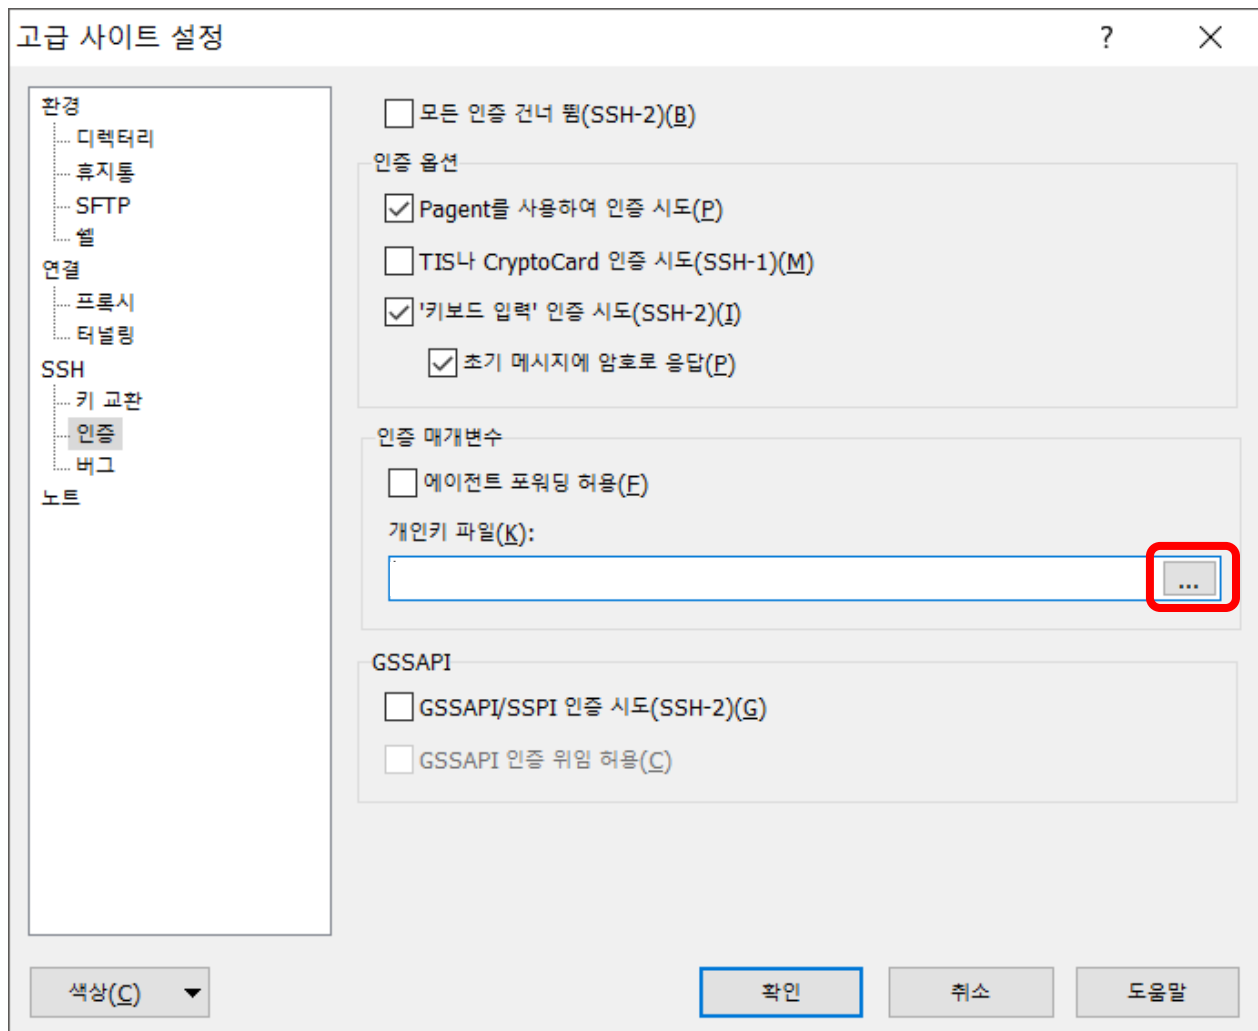 고급 사이트 설정
?
환경
디렉터리
휴지통
SFTP
쉘
연결
프록시
터널링
SSH
키 교환
인증
버그
노트
모든 인증 건너 뜀(SSH-2)(B)
인증 옵션
Pagent를 사용하여 인증 시도(P)
TIS나 CryptoCard 인증 시도(SSH-1)(M)
'키보드 입력' 인증 시도(SSH-2)(I)
초기 메시지에 암호로 응답(P)
인증 매개변수
에이전트 포워딩 허용(F)
개인키 파일(K):
...
GSSAPI
GSSAPI/SSPI 인증 시도(SSH-2)(G)
GSSAPI 인증 위임 허용(C)
색상(C)
확인
취소
도움말